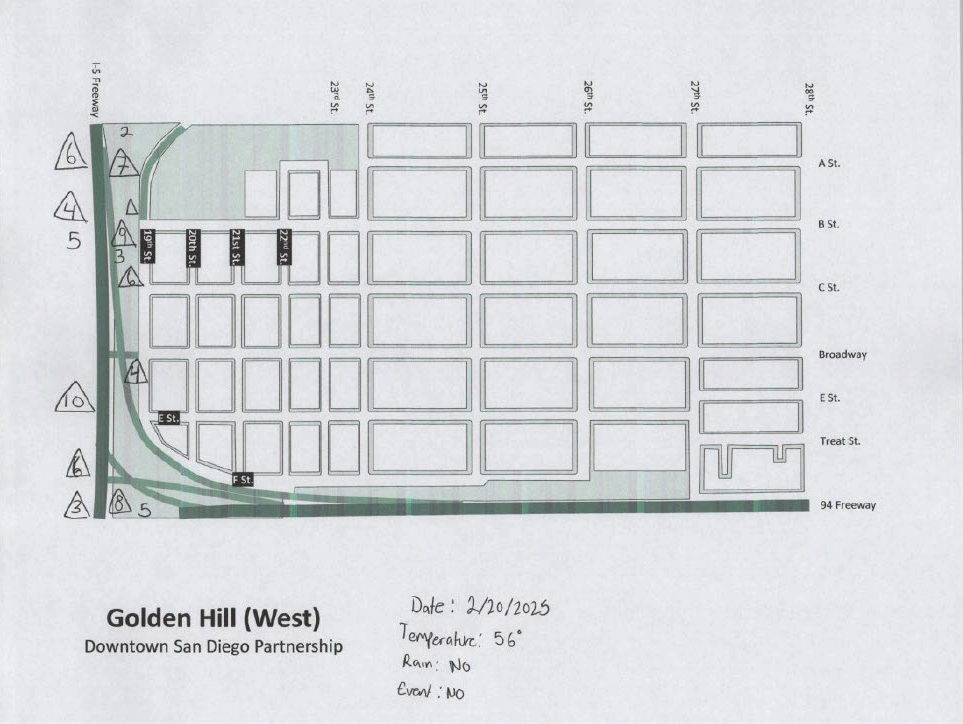 I-5 Freeway
23rd St.
24th St.
25th St.
26th St.
27th St.
28th St.
2
6
7
A St.
4
B St.
5
9
19th St
20th St.
21st St.
22nd St.
3
6
C St.
Broadway
4
10
E St.
E St.
Treat St.
6
F St.
3
8
5
94 Freeway
Golden Hill (West)
Downtown San Diego Partnership
Date: 2/20/2025
Temperature: 56°
Rain: No
Event: NO